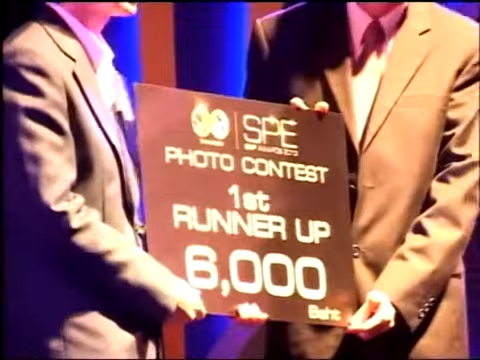 SPE
PHOTO CONTEST
1st
RUNNER UP
6,000
Baht